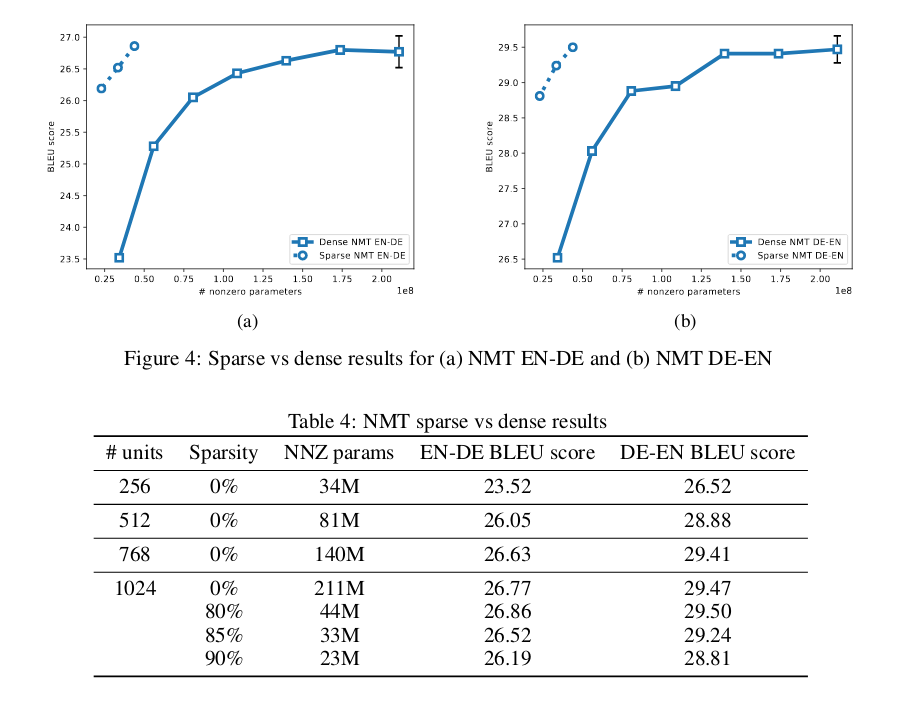 27.0
26.5
26.0
25.5
25.0
24.5
24.0
23.5
BLEU score
Dense NMT EN-DE
Sparse NMT EN-DE
0.25 0.50 0.75 1.00 1.25 1.50 1.75 2.00
# nonzero parameters
1e8
(a)
29.5
29.0
28.5
28.0
27.5
27.0
26.5
BLEU score
Dense NMT DE-EN
Sparse NMT DE-EN
0.25 0.50 0.75 1.00 1.25 1.50 1.75 2.00
# nonzero parameters
1e8
(b)
Figure 4: Sparse vs dense results for (a) NMT EN-DE and (b) NMT DE-EN
Table 4: NMT sparse vs dense results
# units Sparsity NNZ params EN-DE BLEU score DE-EN BLEU score
256 0% 34M 23.52 26.52
512 0% 81M 26.05 28.88
768 0% 140M 26.63 29.41
1024 0% 211M 26.77 29.47
80% 44M 26.86 29.50
85% 33M 26.52 29.24
90% 23M 26.19 28.81